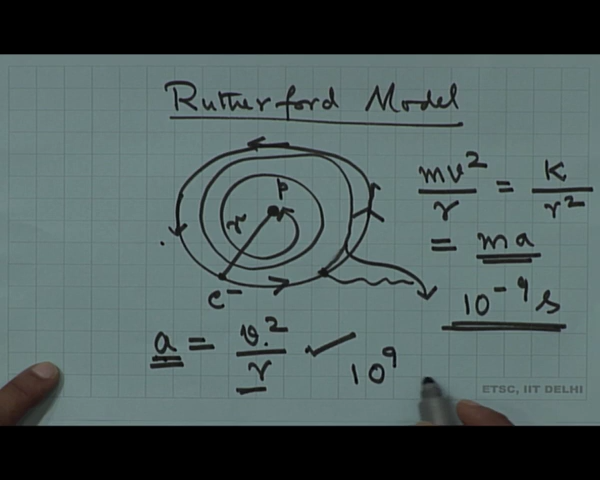 Rutherford Model
P
r
e⁻
mv²/r = K/r²
= ma
10⁻⁹ s
a = v²/r ✓
10⁹
ETSC, IIT DELHI